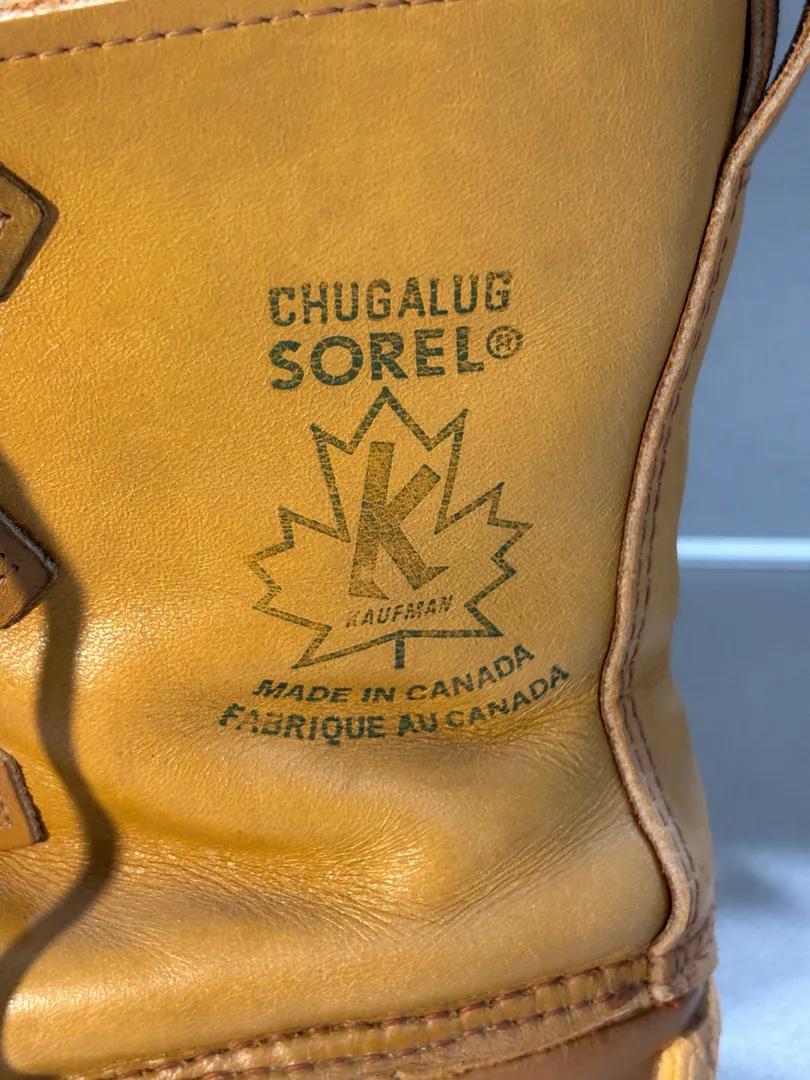 CHUGALUG
SOREL®
K
KAUFMAN
MADE IN CANADA
FABRIQUE AU CANADA